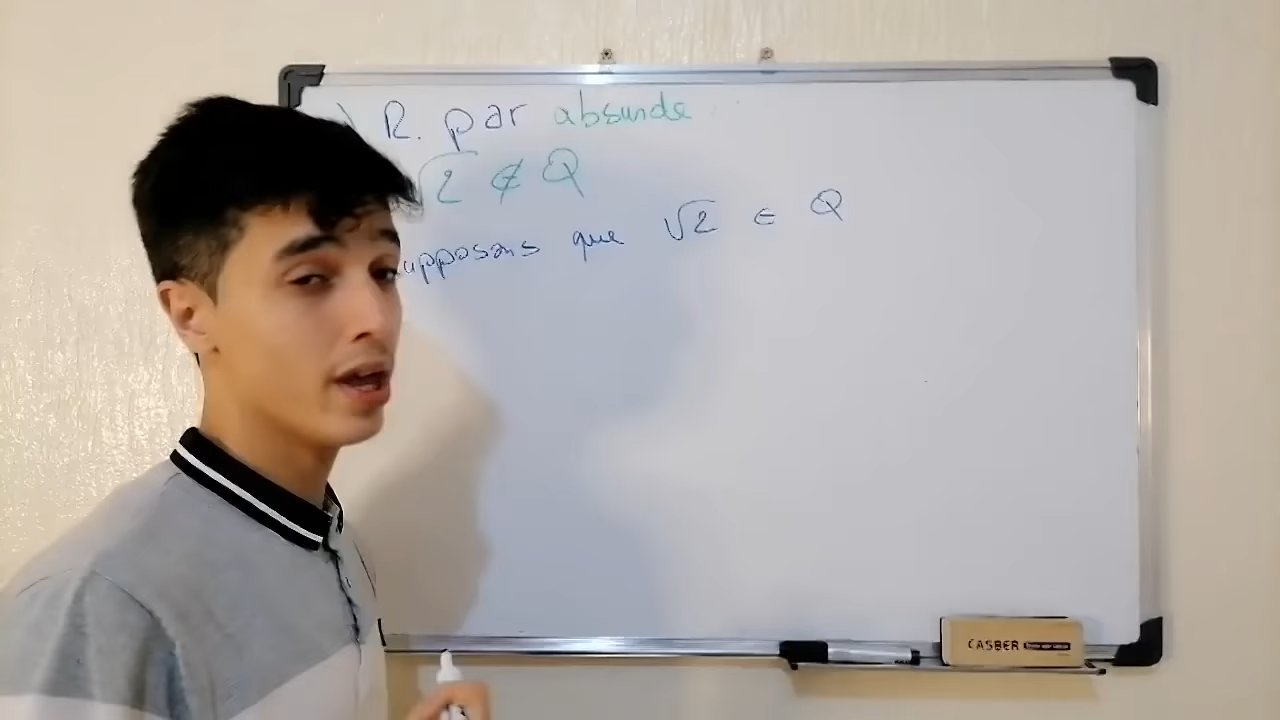 ) R. par absurde :
√2 ∉ Q
upposons que √2 ∈ Q
CASBER